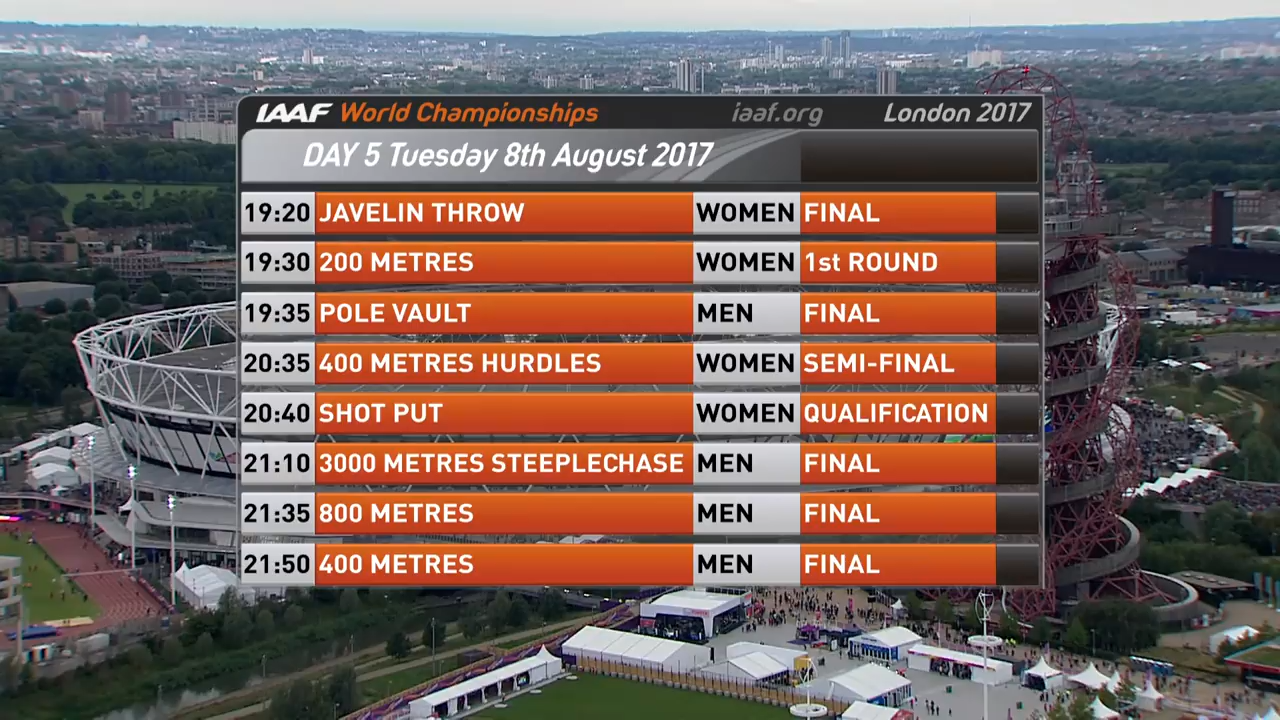 IAAF World Championships iaaf.org London 2017
DAY 5 Tuesday 8th August 2017
19:20 JAVELIN THROW WOMEN FINAL
19:30 200 METRES WOMEN 1st ROUND
19:35 POLE VAULT MEN FINAL
20:35 400 METRES HURDLES WOMEN SEMI-FINAL
20:40 SHOT PUT WOMEN QUALIFICATION
21:10 3000 METRES STEEPLECHASE MEN FINAL
21:35 800 METRES MEN FINAL
21:50 400 METRES MEN FINAL